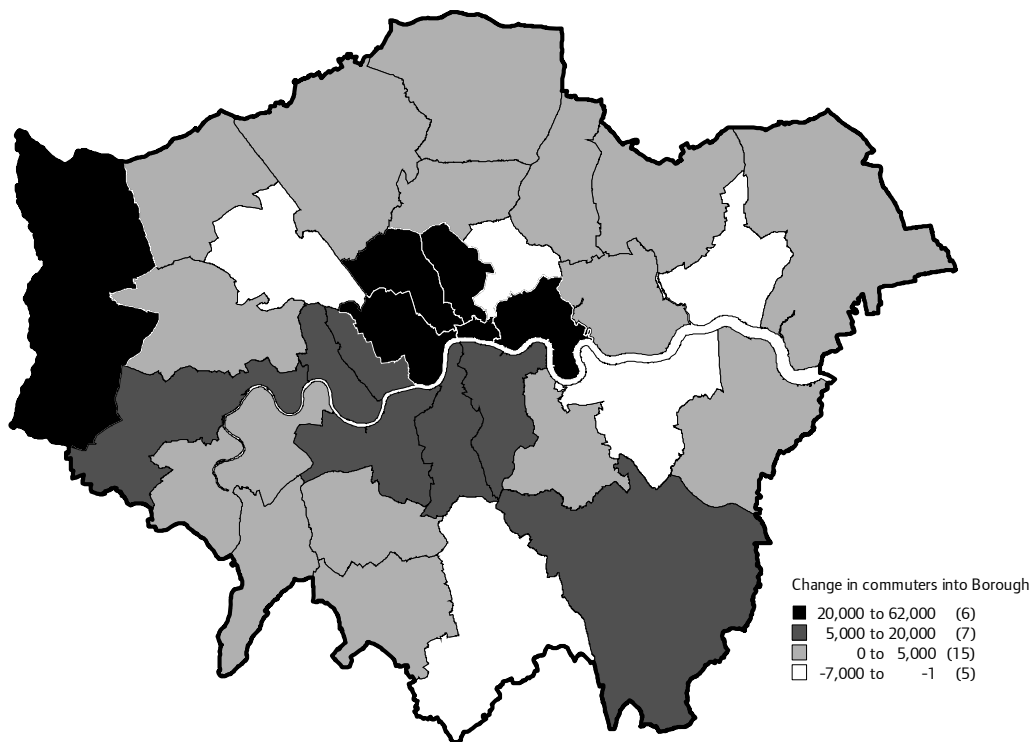 Change in commuters into Borough
20,000 to 62,000 (6)
5,000 to 20,000 (7)
0 to 5,000 (15)
-7,000 to -1 (5)